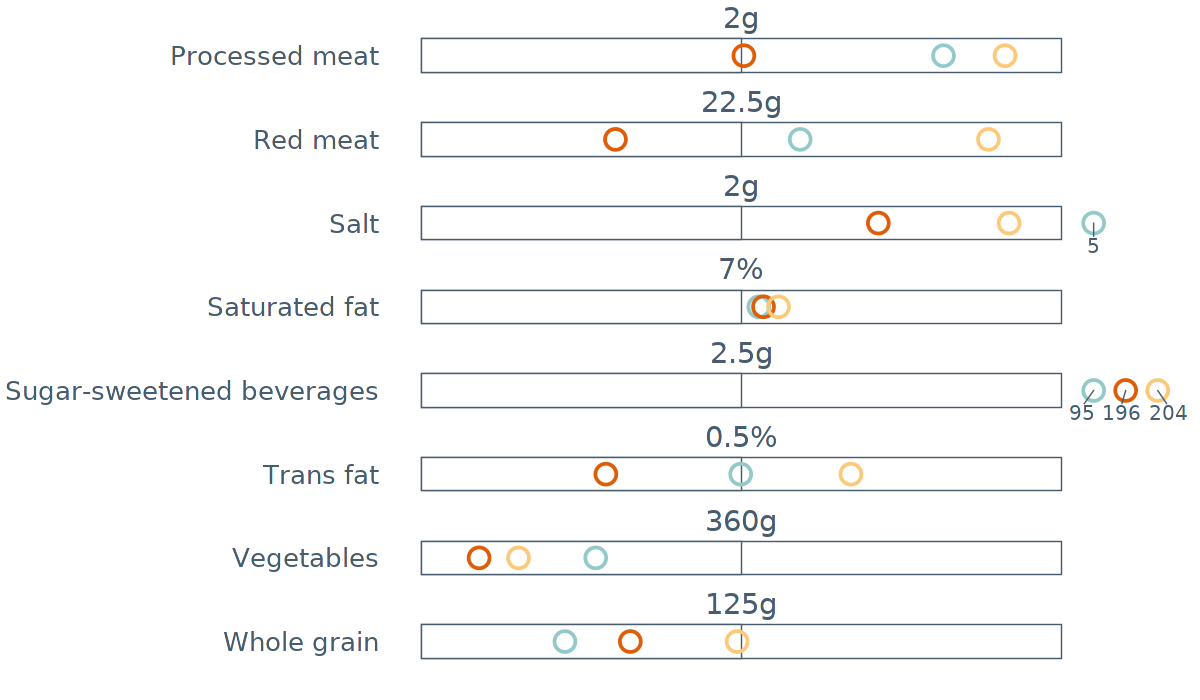 2g
Processed meat
22.5g
Red meat
2g
Salt
5
7%
Saturated fat
2.5g
Sugar-sweetened beverages
95 196 204
0.5%
Trans fat
360g
Vegetables
125g
Whole grain